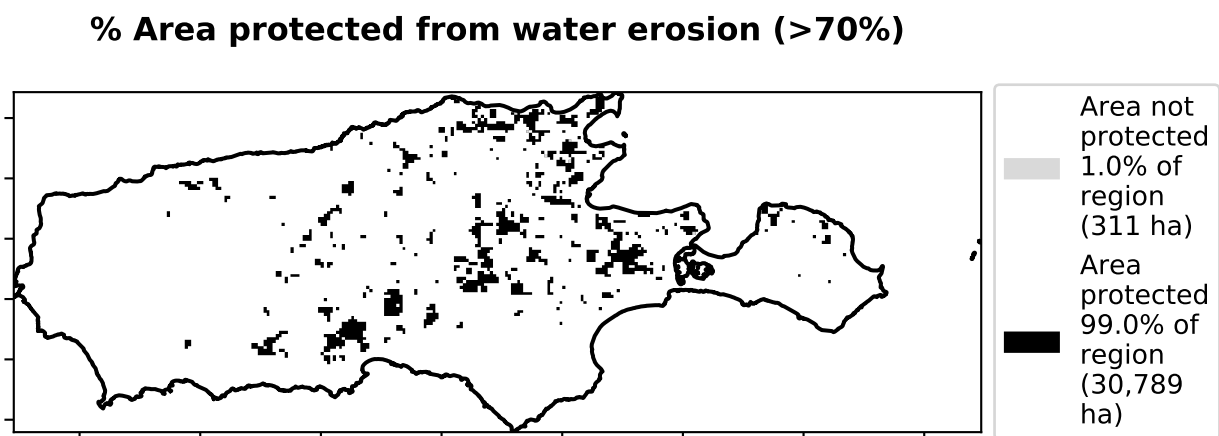 % Area protected from water erosion (>70%)
Area not
protected
1.0% of
region
(311 ha)
Area
protected
99.0% of
region
(30,789
ha)